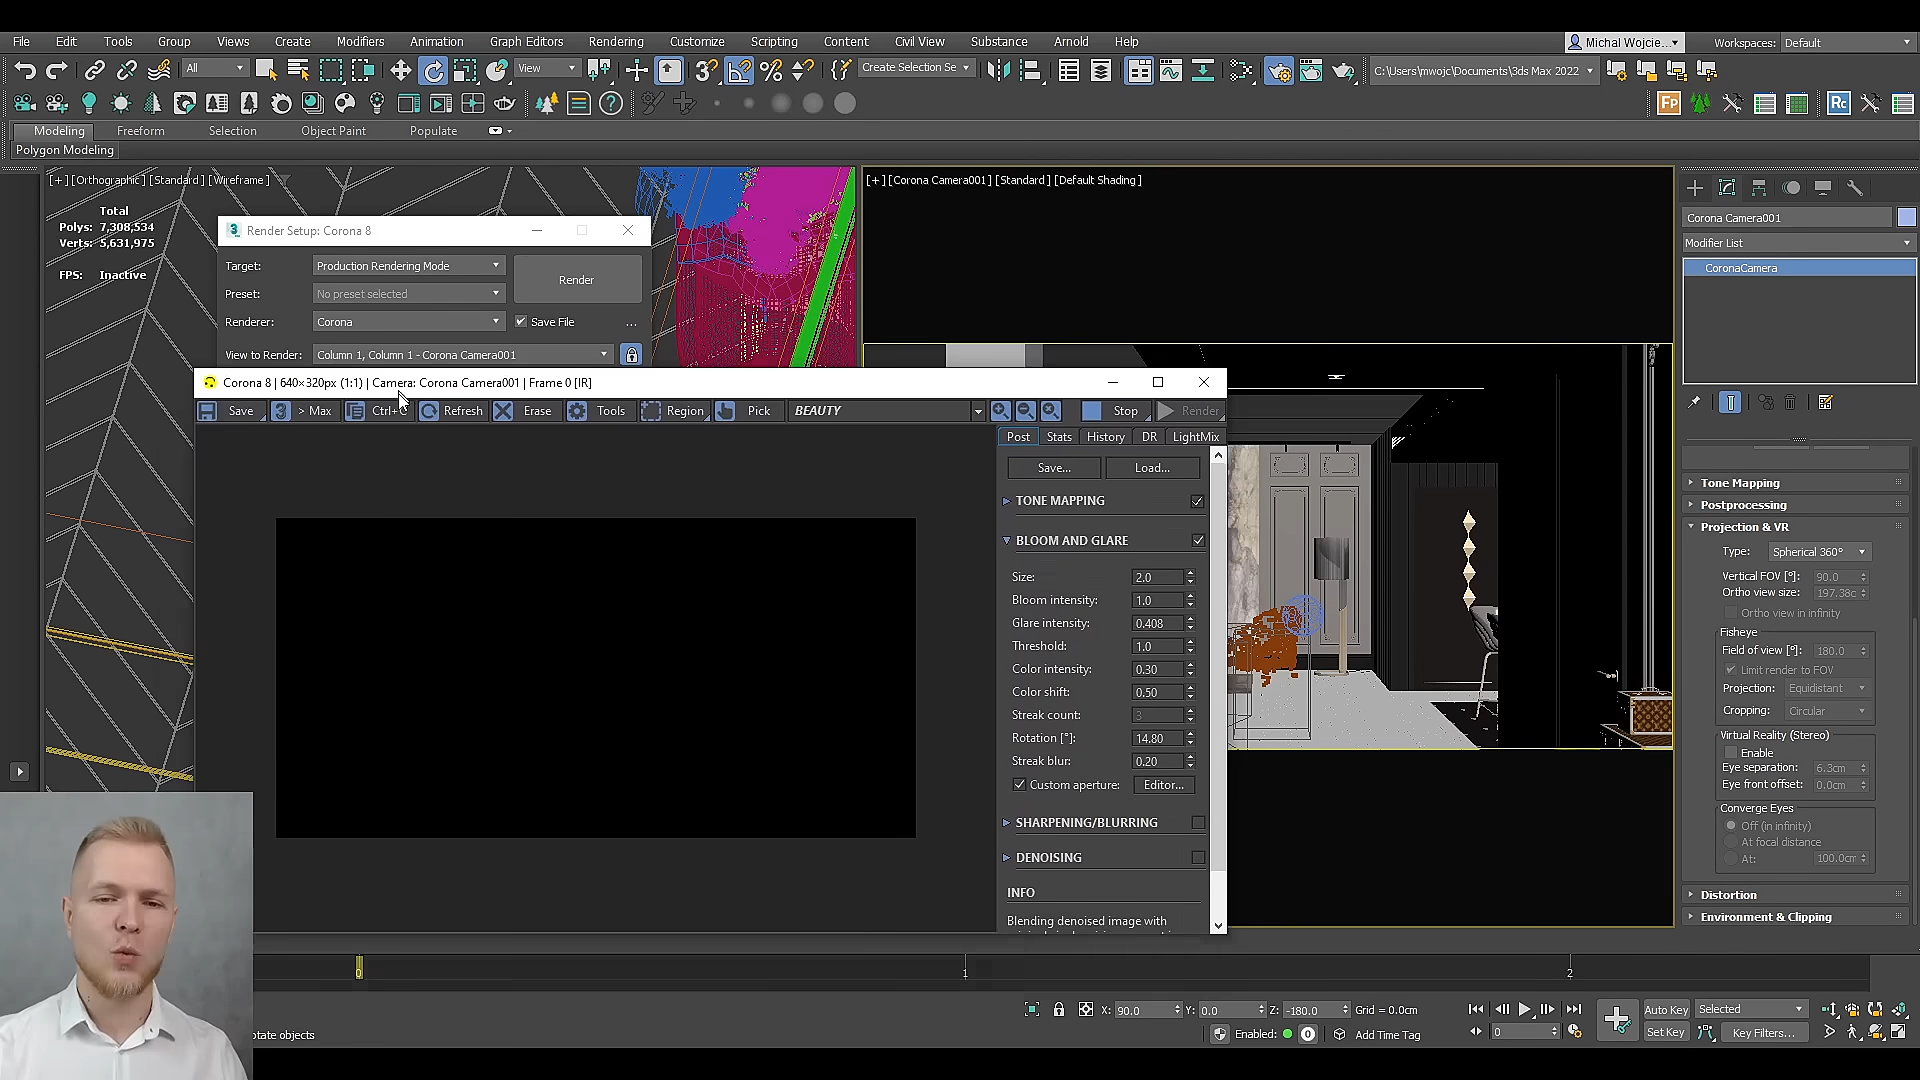 File Edit Tools Group Views Create Modifiers Animation Graph Editors Rendering Customize Scripting Content Civil View Substance Arnold Help Michal Wojcie... Workspaces: Default
All View Create Selection Se C:\Users\mwojc\Documents\3ds Max 2022
Fp Rc
Modeling Freeform Selection Object Paint Populate
Polygon Modeling
[+] [Orthographic] [Standard] [Wireframe]
[+] [Corona Camera001] [Standard] [Default Shading]
Total
Polys: 7,308,534
Verts: 5,631,975
FPS: Inactive
Render Setup: Corona 8
Target: Production Rendering Mode
Render
Preset: No preset selected
Renderer: Corona
Save File ...
View to Render: Column 1, Column 1 - Corona Camera001
Corona 8 | 640×320px (1:1) | Camera: Corona Camera001 | Frame 0 [IR]
Save > Max Ctrl+C Refresh Erase Tools Region Pick BEAUTY Stop Render
Post Stats History DR LightMix
Save... Load...
TONE MAPPING
BLOOM AND GLARE
Size: 2.0
Bloom intensity: 1.0
Glare intensity: 0.408
Threshold: 1.0
Color intensity: 0.30
Color shift: 0.50
Streak count: 3
Rotation [°]: 14.80
Streak blur: 0.20
Custom aperture: Editor...
SHARPENING/BLURRING
DENOISING
INFO
Blending denoised image with
Corona Camera001
Modifier List
CoronaCamera
Tone Mapping
Postprocessing
Projection & VR
Type: Spherical 360°
Vertical FOV [°]: 90.0
Ortho view size: 197.38c
Ortho view in infinity
Fisheye
Field of view [°]: 180.0
Limit render to FOV
Projection: Equidistant
Cropping: Circular
Virtual Reality (Stereo)
Enable
Eye separation: 6.3cm
Eye front offset: 0.0cm
Converge Eyes
Off (in infinity)
At focal distance
At: 100.0cm
Distortion
Environment & Clipping
0 1 2
X: 90.0 Y: 0.0 Z: -180.0 Grid = 0.0cm
Auto Key Selected
otate objects
Enabled: 0 Add Time Tag
0
Set Key Key Filters...